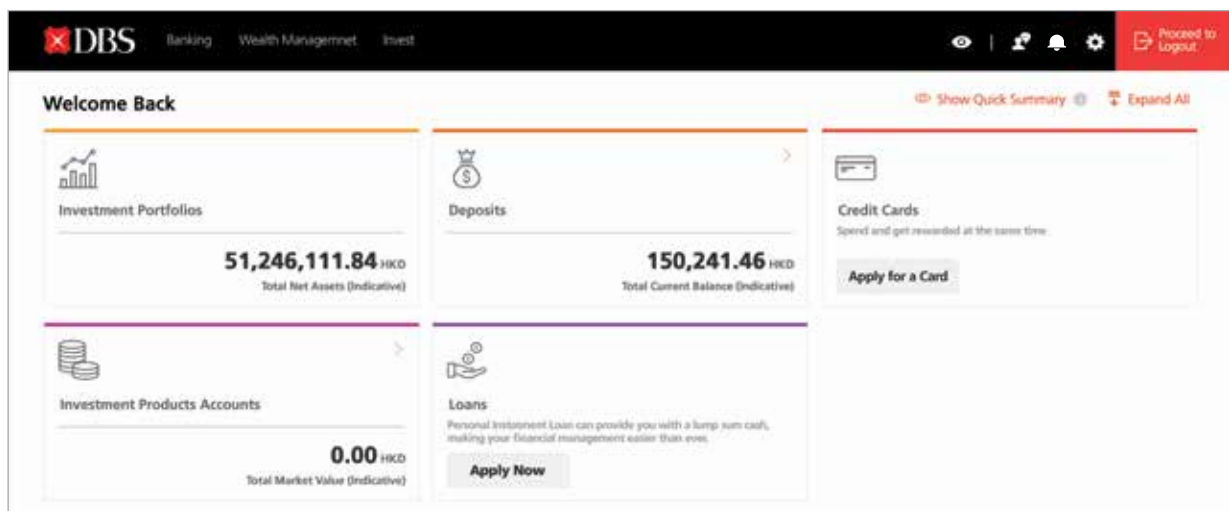 DBS
Banking
Wealth Managemnet
Invest
Proceed to
Logout
Welcome Back
Show Quick Summary
Expand All
Investment Portfolios
51,246,111.84 HKD
Total Net Assets (Indicative)
Deposits
150,241.46 HKD
Total Current Balance (Indicative)
Credit Cards
Spend and get rewarded at the same time.
Apply for a Card
Investment Products Accounts
0.00 HKD
Total Market Value (Indicative)
Loans
Personal Instalment Loan can provide you with a lump sum cash,
making your financial management easier than ever.
Apply Now